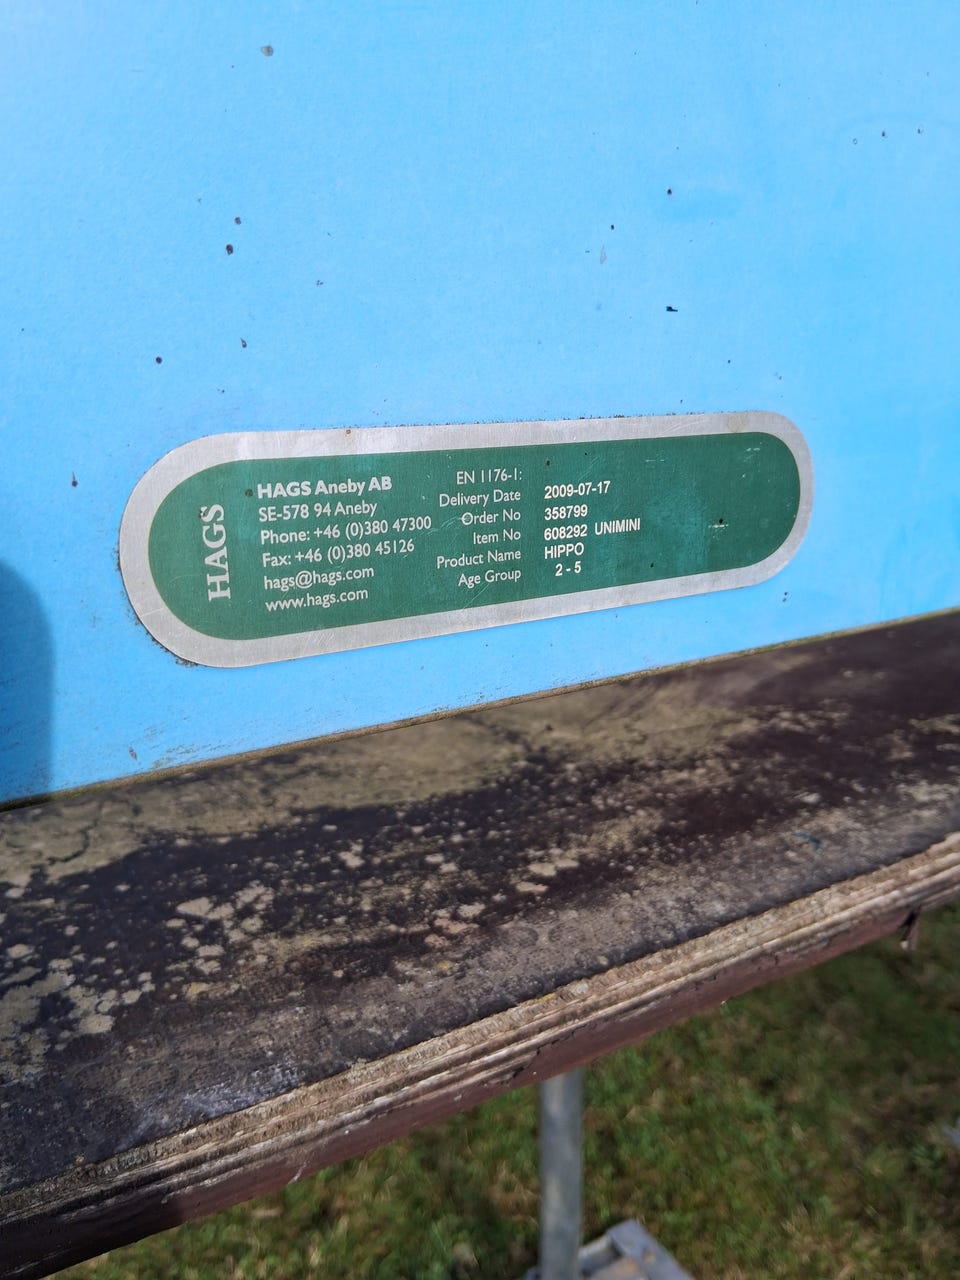 HAGS
HAGS Aneby AB
SE-578 94 Aneby
Phone: +46 (0)380 47300
Fax: +46 (0)380 45126
hags@hags.com
www.hags.com
EN 1176-1:
Delivery Date 2009-07-17
Order No 358799
Item No 608292 UNIMINI
Product Name HIPPO
Age Group 2 - 5